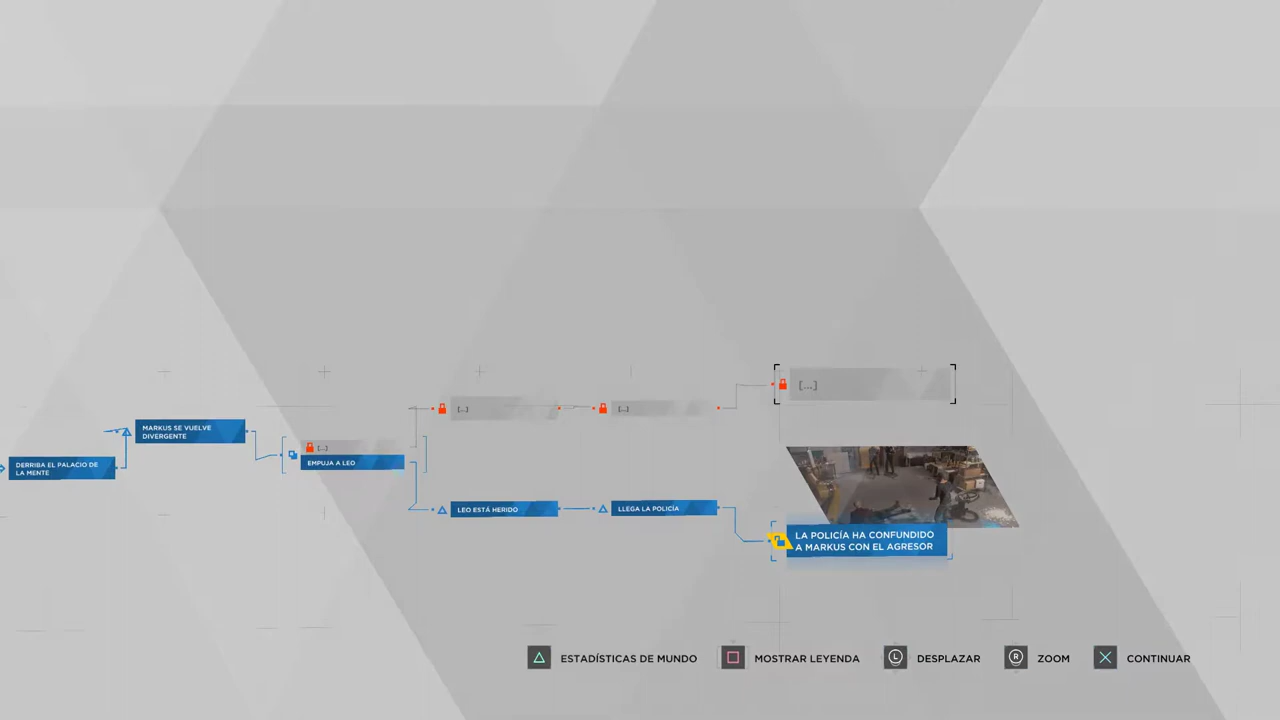 [...]
[...]
[...]
MARKUS SE VUELVE
DIVERGENTE
[...]
DERRIBA EL PALACIO DE
LA MENTE
EMPUJA A LEO
LEO ESTÁ HERIDO
LLEGA LA POLICÍA
LA POLICÍA HA CONFUNDIDO
A MARKUS CON EL AGRESOR
ESTADÍSTICAS DE MUNDO
MOSTRAR LEYENDA
L
DESPLAZAR
R
ZOOM
CONTINUAR